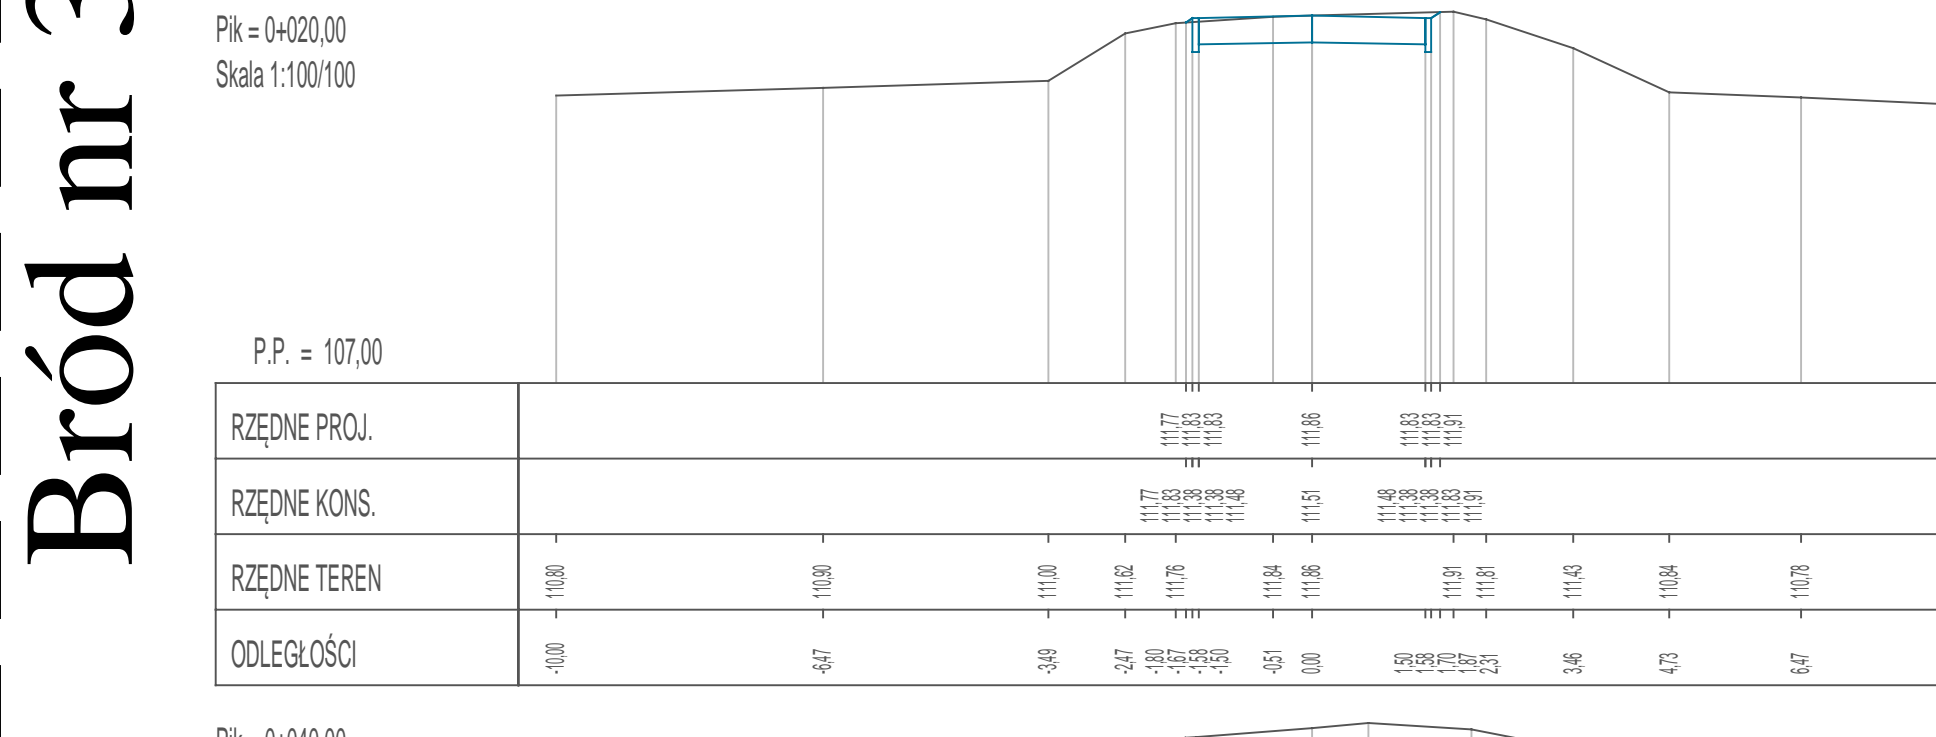 Bród nr 3
Pik = 0+020,00
Skala 1:100/100
P.P. = 107,00
RZĘDNE PROJ. 111,77 111,83 111,83 111,86 111,83 111,83 111,91
RZĘDNE KONS. 111,77 111,83 111,38 111,38 111,48 111,51 111,48 111,38 111,38 111,83 111,91
RZĘDNE TEREN 110,80 110,90 111,00 111,62 111,76 111,84 111,86 111,91 111,81 111,43 110,84 110,78
ODLEGŁOŚCI -10,00 -6,47 -3,49 -2,47 -1,80 -1,67 -1,58 -1,50 -0,51 0,00 1,50 1,58 1,70 1,87 2,31 3,46 4,73 6,47
Pik = 0+040,00